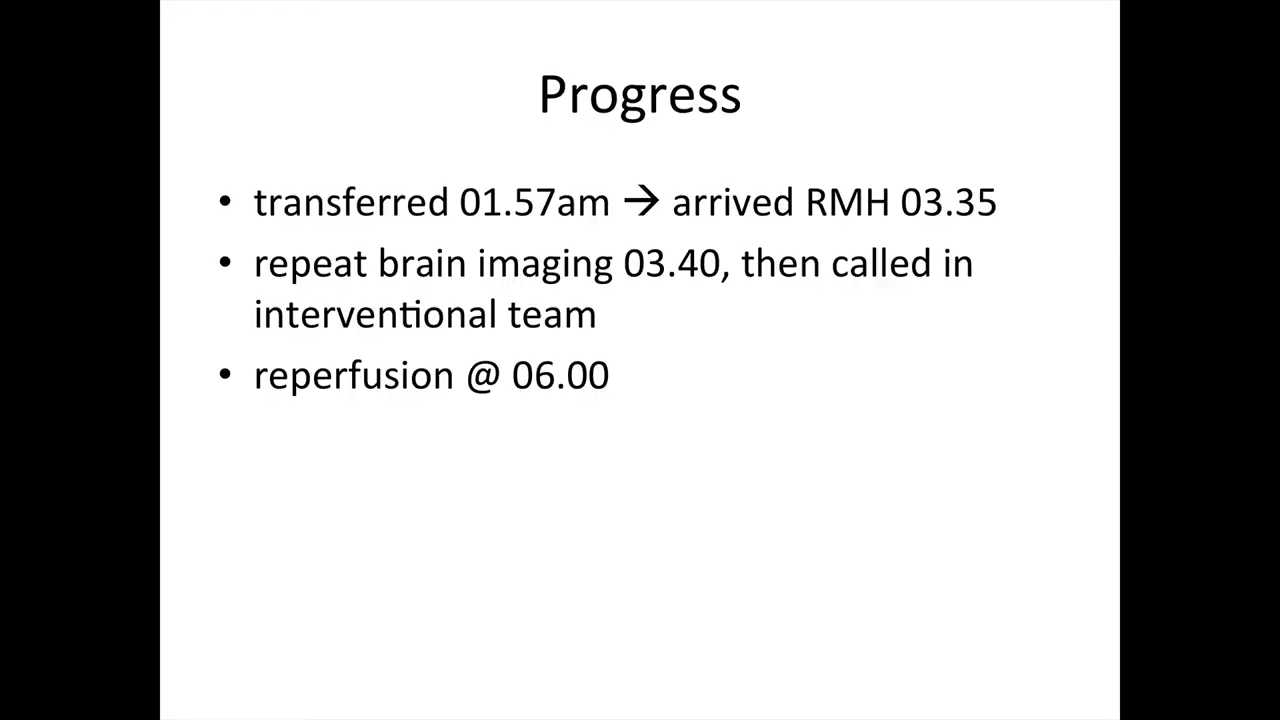 Progress
• transferred 01.57am → arrived RMH 03.35
• repeat brain imaging 03.40, then called in
interventional team
• reperfusion @ 06.00